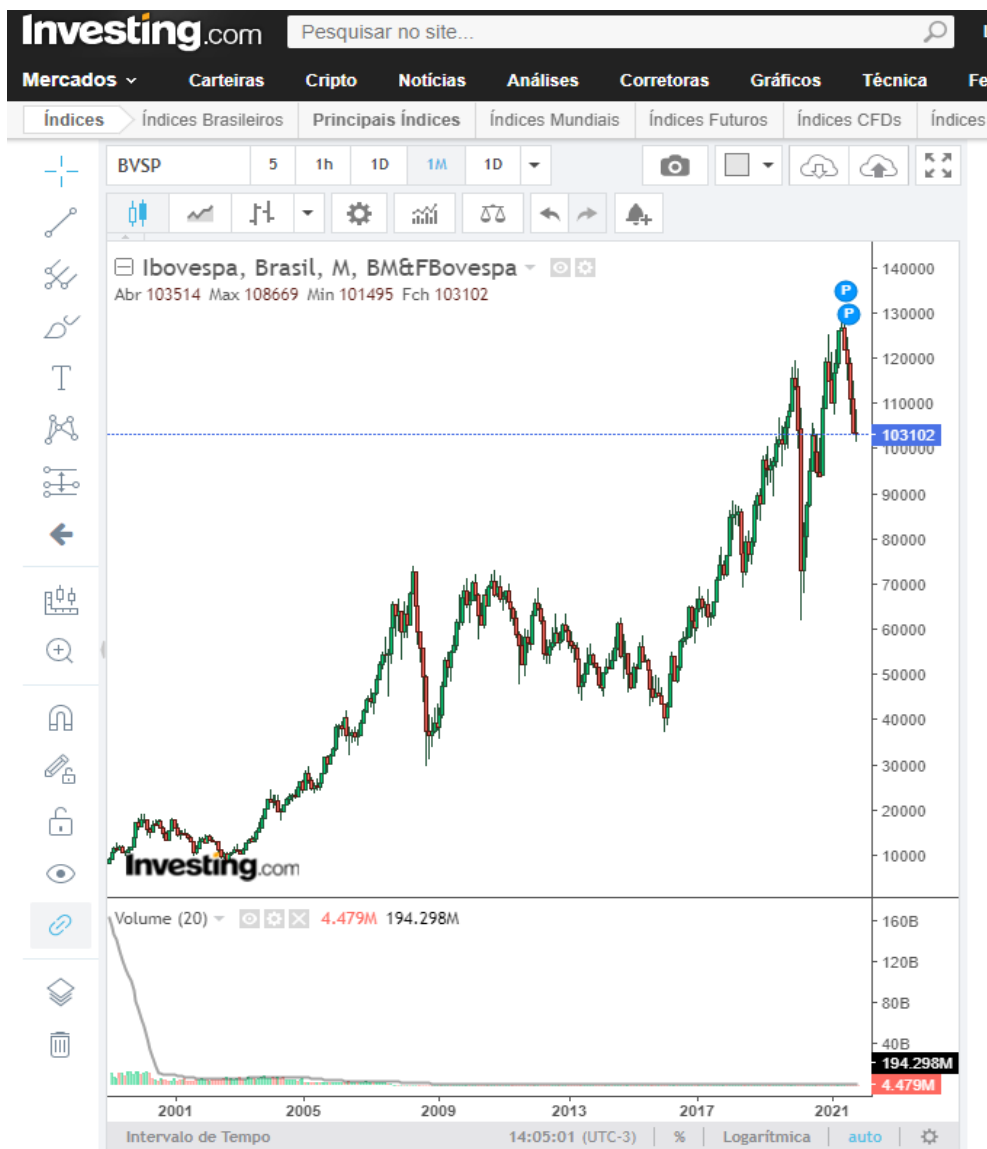 Investing.com Pesquisar no site...
Mercados Carteiras Cripto Notícias Análises Corretoras Gráficos Técnica Fe
Índices Índices Brasileiros Principais Índices Índices Mundiais Índices Futuros Índices CFDs Índices
BVSP 5 1h 1D 1M 1D
Ibovespa, Brasil, M, BM&FBovespa
Abr 103514 Max 108669 Min 101495 Fch 103102
P
P
140000
130000
120000
110000
103102
100000
90000
80000
70000
60000
50000
40000
30000
20000
10000
Investing.com
Volume (20) 4.479M 194.298M
160B
120B
80B
40B
194.298M
4.479M
2001 2005 2009 2013 2017 2021
Intervalo de Tempo 14:05:01 (UTC-3) % Logarítmica auto